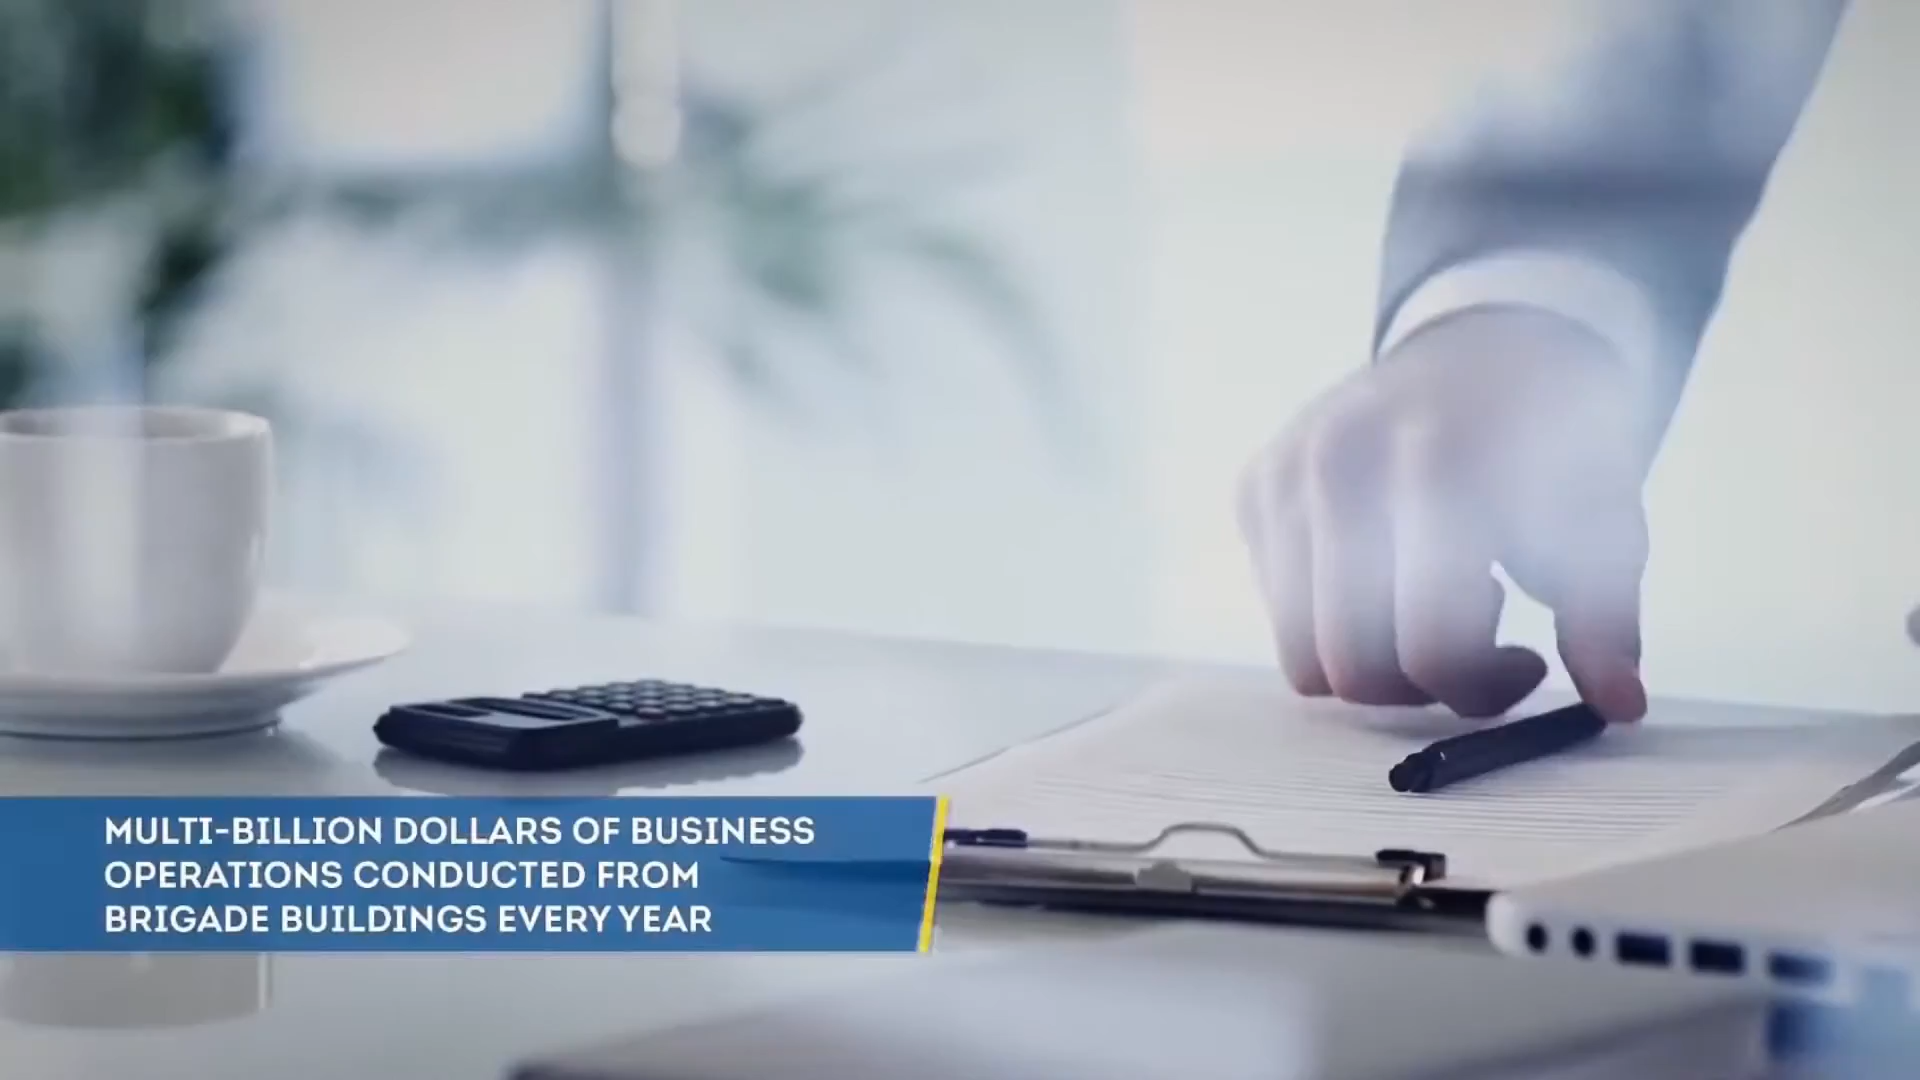 MULTI-BILLION DOLLARS OF BUSINESS
OPERATIONS CONDUCTED FROM
BRIGADE BUILDINGS EVERY YEAR